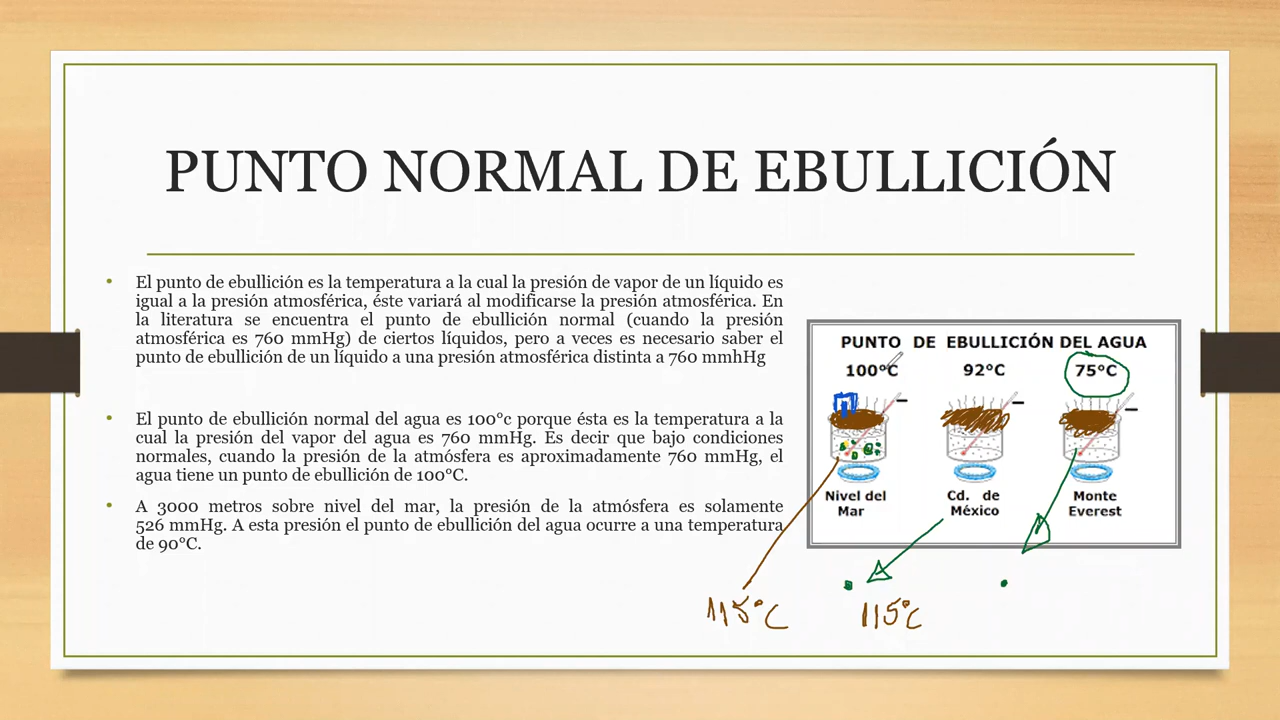 PUNTO NORMAL DE EBULLICIÓN
• El punto de ebullición es la temperatura a la cual la presión de vapor de un líquido es
igual a la presión atmosférica, éste variará al modificarse la presión atmosférica. En
la literatura se encuentra el punto de ebullición normal (cuando la presión
atmosférica es 760 mmHg) de ciertos líquidos, pero a veces es necesario saber el
punto de ebullición de un líquido a una presión atmosférica distinta a 760 mmhHg
• El punto de ebullición normal del agua es 100°c porque ésta es la temperatura a la
cual la presión del vapor del agua es 760 mmHg. Es decir que bajo condiciones
normales, cuando la presión de la atmósfera es aproximadamente 760 mmHg, el
agua tiene un punto de ebullición de 100°C.
• A 3000 metros sobre nivel del mar, la presión de la atmósfera es solamente
526 mmHg. A esta presión el punto de ebullición del agua ocurre a una temperatura
de 90°C.
PUNTO DE EBULLICIÓN DEL AGUA
100°C 92°C 75°C
Nivel del Mar
Cd. de México
Monte Everest
115°C 115°C